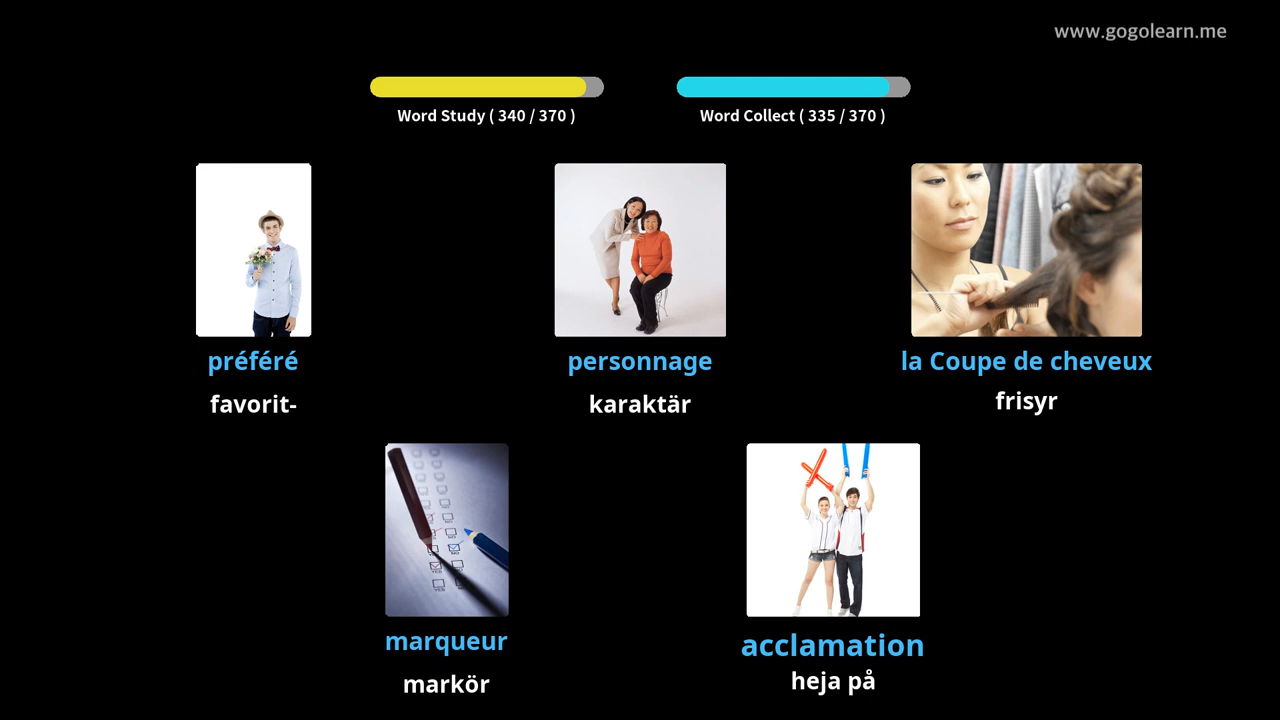 www.gogolearn.me
Word Study ( 340 / 370 )
Word Collect ( 335 / 370 )
préféré
favorit-
personnage
karaktär
la Coupe de cheveux
frisyr
marqueur
markör
acclamation
heja på